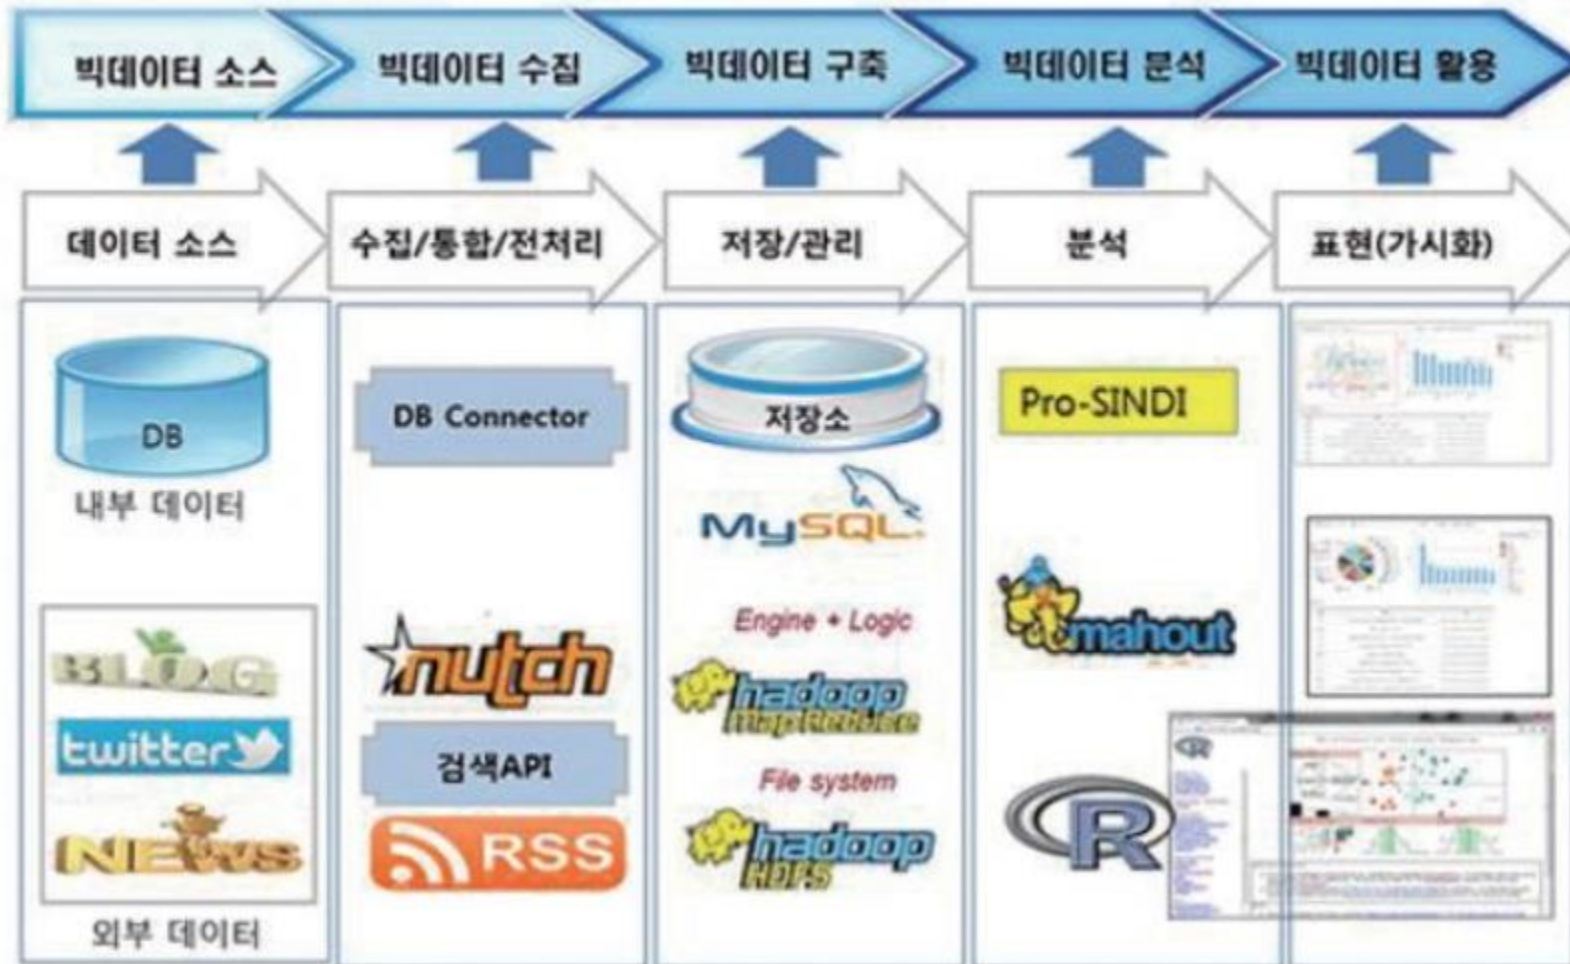 빅데이터 소스
빅데이터 수집
빅데이터 구축
빅데이터 분석
빅데이터 활용
데이터 소스
수집/통합/전처리
저장/관리
분석
표현(가시화)
DB
내부 데이터
BLOG
twitter
NEWS
외부 데이터
DB Connector
nutch
검색API
RSS
저장소
MySQL
Engine + Logic
hadoop
MapReduce
File system
hadoop
HDFS
Pro-SINDI
mahout
R
R